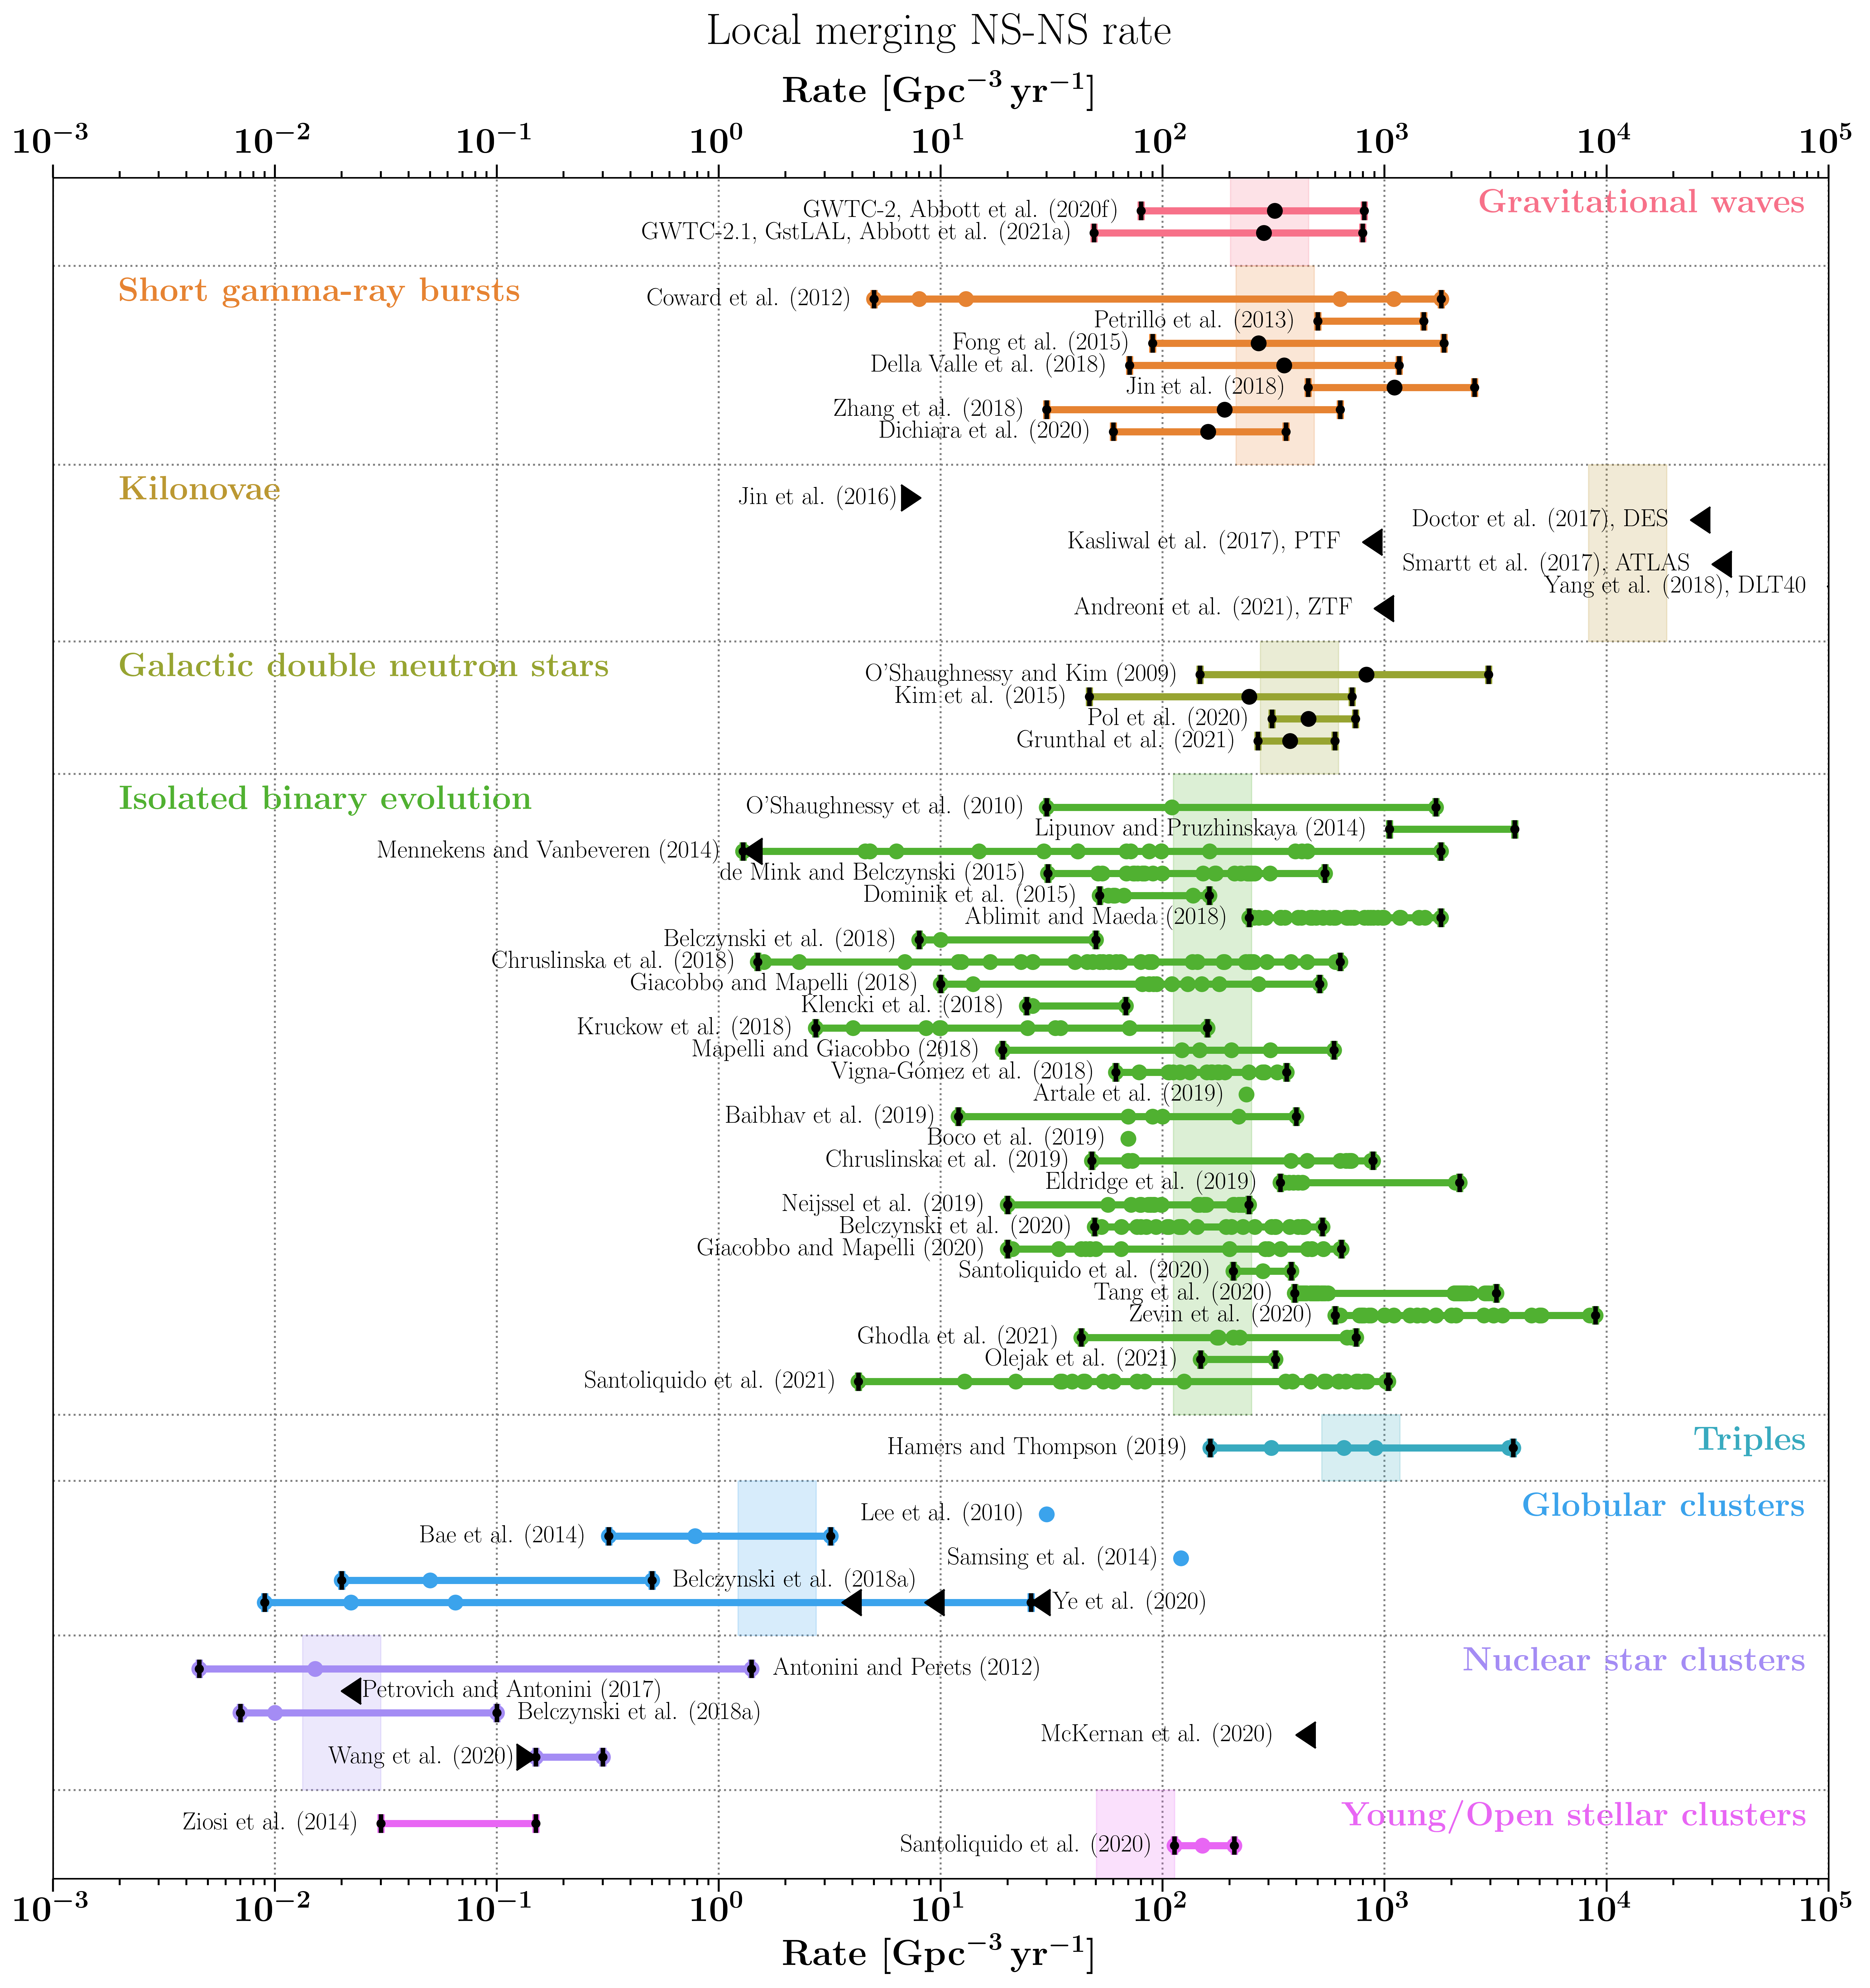 Local merging NS-NS rate
Rate [Gpc⁻³ yr⁻¹]
10⁻³ 10⁻² 10⁻¹ 10⁰ 10¹ 10² 10³ 10⁴ 10⁵
Gravitational waves
GWTC-2, Abbott et al. (2020f)
GWTC-2.1, GstLAL, Abbott et al. (2021a)
Short gamma-ray bursts
Coward et al. (2012)
Petrillo et al. (2013)
Fong et al. (2015)
Della Valle et al. (2018)
Jin et al. (2018)
Zhang et al. (2018)
Dichiara et al. (2020)
Kilonovae
Jin et al. (2016)
Doctor et al. (2017), DES
Kasliwal et al. (2017), PTF
Smartt et al. (2017), ATLAS
Yang et al. (2018), DLT40
Andreoni et al. (2021), ZTF
Galactic double neutron stars
O'Shaughnessy and Kim (2009)
Kim et al. (2015)
Pol et al. (2020)
Grunthal et al. (2021)
Isolated binary evolution
O'Shaughnessy et al. (2010)
Lipunov and Pruzhinskaya (2014)
Mennekens and Vanbeveren (2014)
de Mink and Belczynski (2015)
Dominik et al. (2015)
Ablimit and Maeda (2018)
Belczynski et al. (2018)
Chruslinska et al. (2018)
Giacobbo and Mapelli (2018)
Klencki et al. (2018)
Kruckow et al. (2018)
Mapelli and Giacobbo (2018)
Vigna-Gómez et al. (2018)
Artale et al. (2019)
Baibhav et al. (2019)
Boco et al. (2019)
Chruslinska et al. (2019)
Eldridge et al. (2019)
Neijssel et al. (2019)
Belczynski et al. (2020)
Giacobbo and Mapelli (2020)
Santoliquido et al. (2020)
Tang et al. (2020)
Zevin et al. (2020)
Ghodla et al. (2021)
Olejak et al. (2021)
Santoliquido et al. (2021)
Triples
Hamers and Thompson (2019)
Globular clusters
Lee et al. (2010)
Bae et al. (2014)
Samsing et al. (2014)
Belczynski et al. (2018a)
Ye et al. (2020)
Nuclear star clusters
Antonini and Perets (2012)
Petrovich and Antonini (2017)
Belczynski et al. (2018a)
McKernan et al. (2020)
Wang et al. (2020)
Young/Open stellar clusters
Ziosi et al. (2014)
Santoliquido et al. (2020)
10⁻³ 10⁻² 10⁻¹ 10⁰ 10¹ 10² 10³ 10⁴ 10⁵
Rate [Gpc⁻³ yr⁻¹]